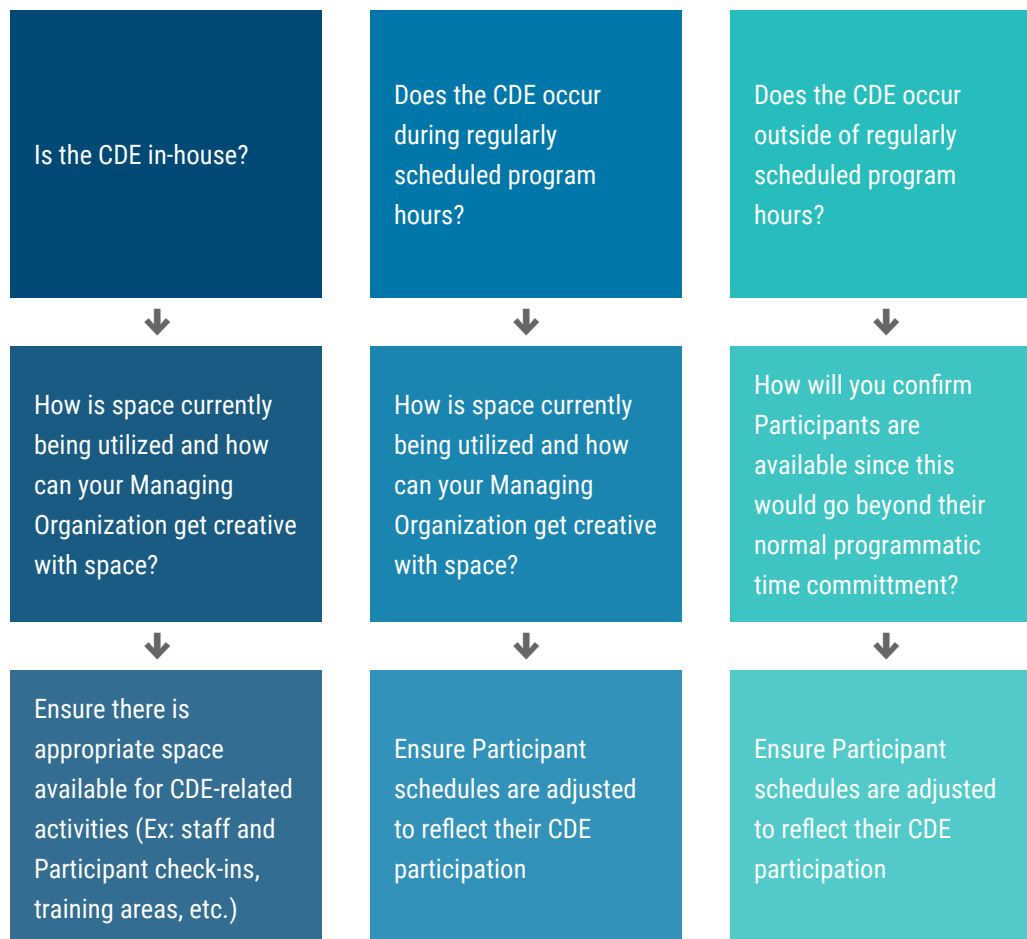 Is the CDE in-house?
Does the CDE occur
during regularly
scheduled program
hours?
Does the CDE occur
outside of regularly
scheduled program
hours?
How is space currently
being utilized and how
can your Managing
Organization get creative
with space?
How is space currently
being utilized and how
can your Managing
Organization get creative
with space?
How will you confirm
Participants are
available since this
would go beyond their
normal programmatic
time committment?
Ensure there is
appropriate space
available for CDE-related
activities (Ex: staff and
Participant check-ins,
training areas, etc.)
Ensure Participant
schedules are adjusted
to reflect their CDE
participation
Ensure Participant
schedules are adjusted
to reflect their CDE
participation